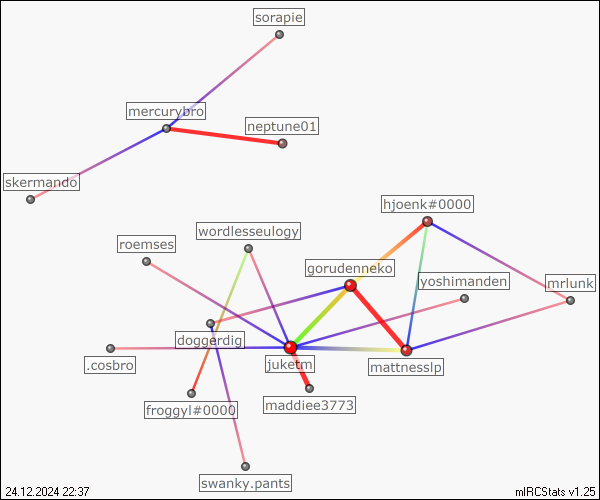 sorapie
mercurybro
neptune01
skermando
hjoenk#0000
wordlesseulogy
roemses
gorudenneko
yoshimanden
mrlunk
doggerdig
.cosbro
juketm
mattnesslp
froggyl#0000
maddiee3773
swanky.pants
24.12.2024 22:37
mIRCStats v1.25